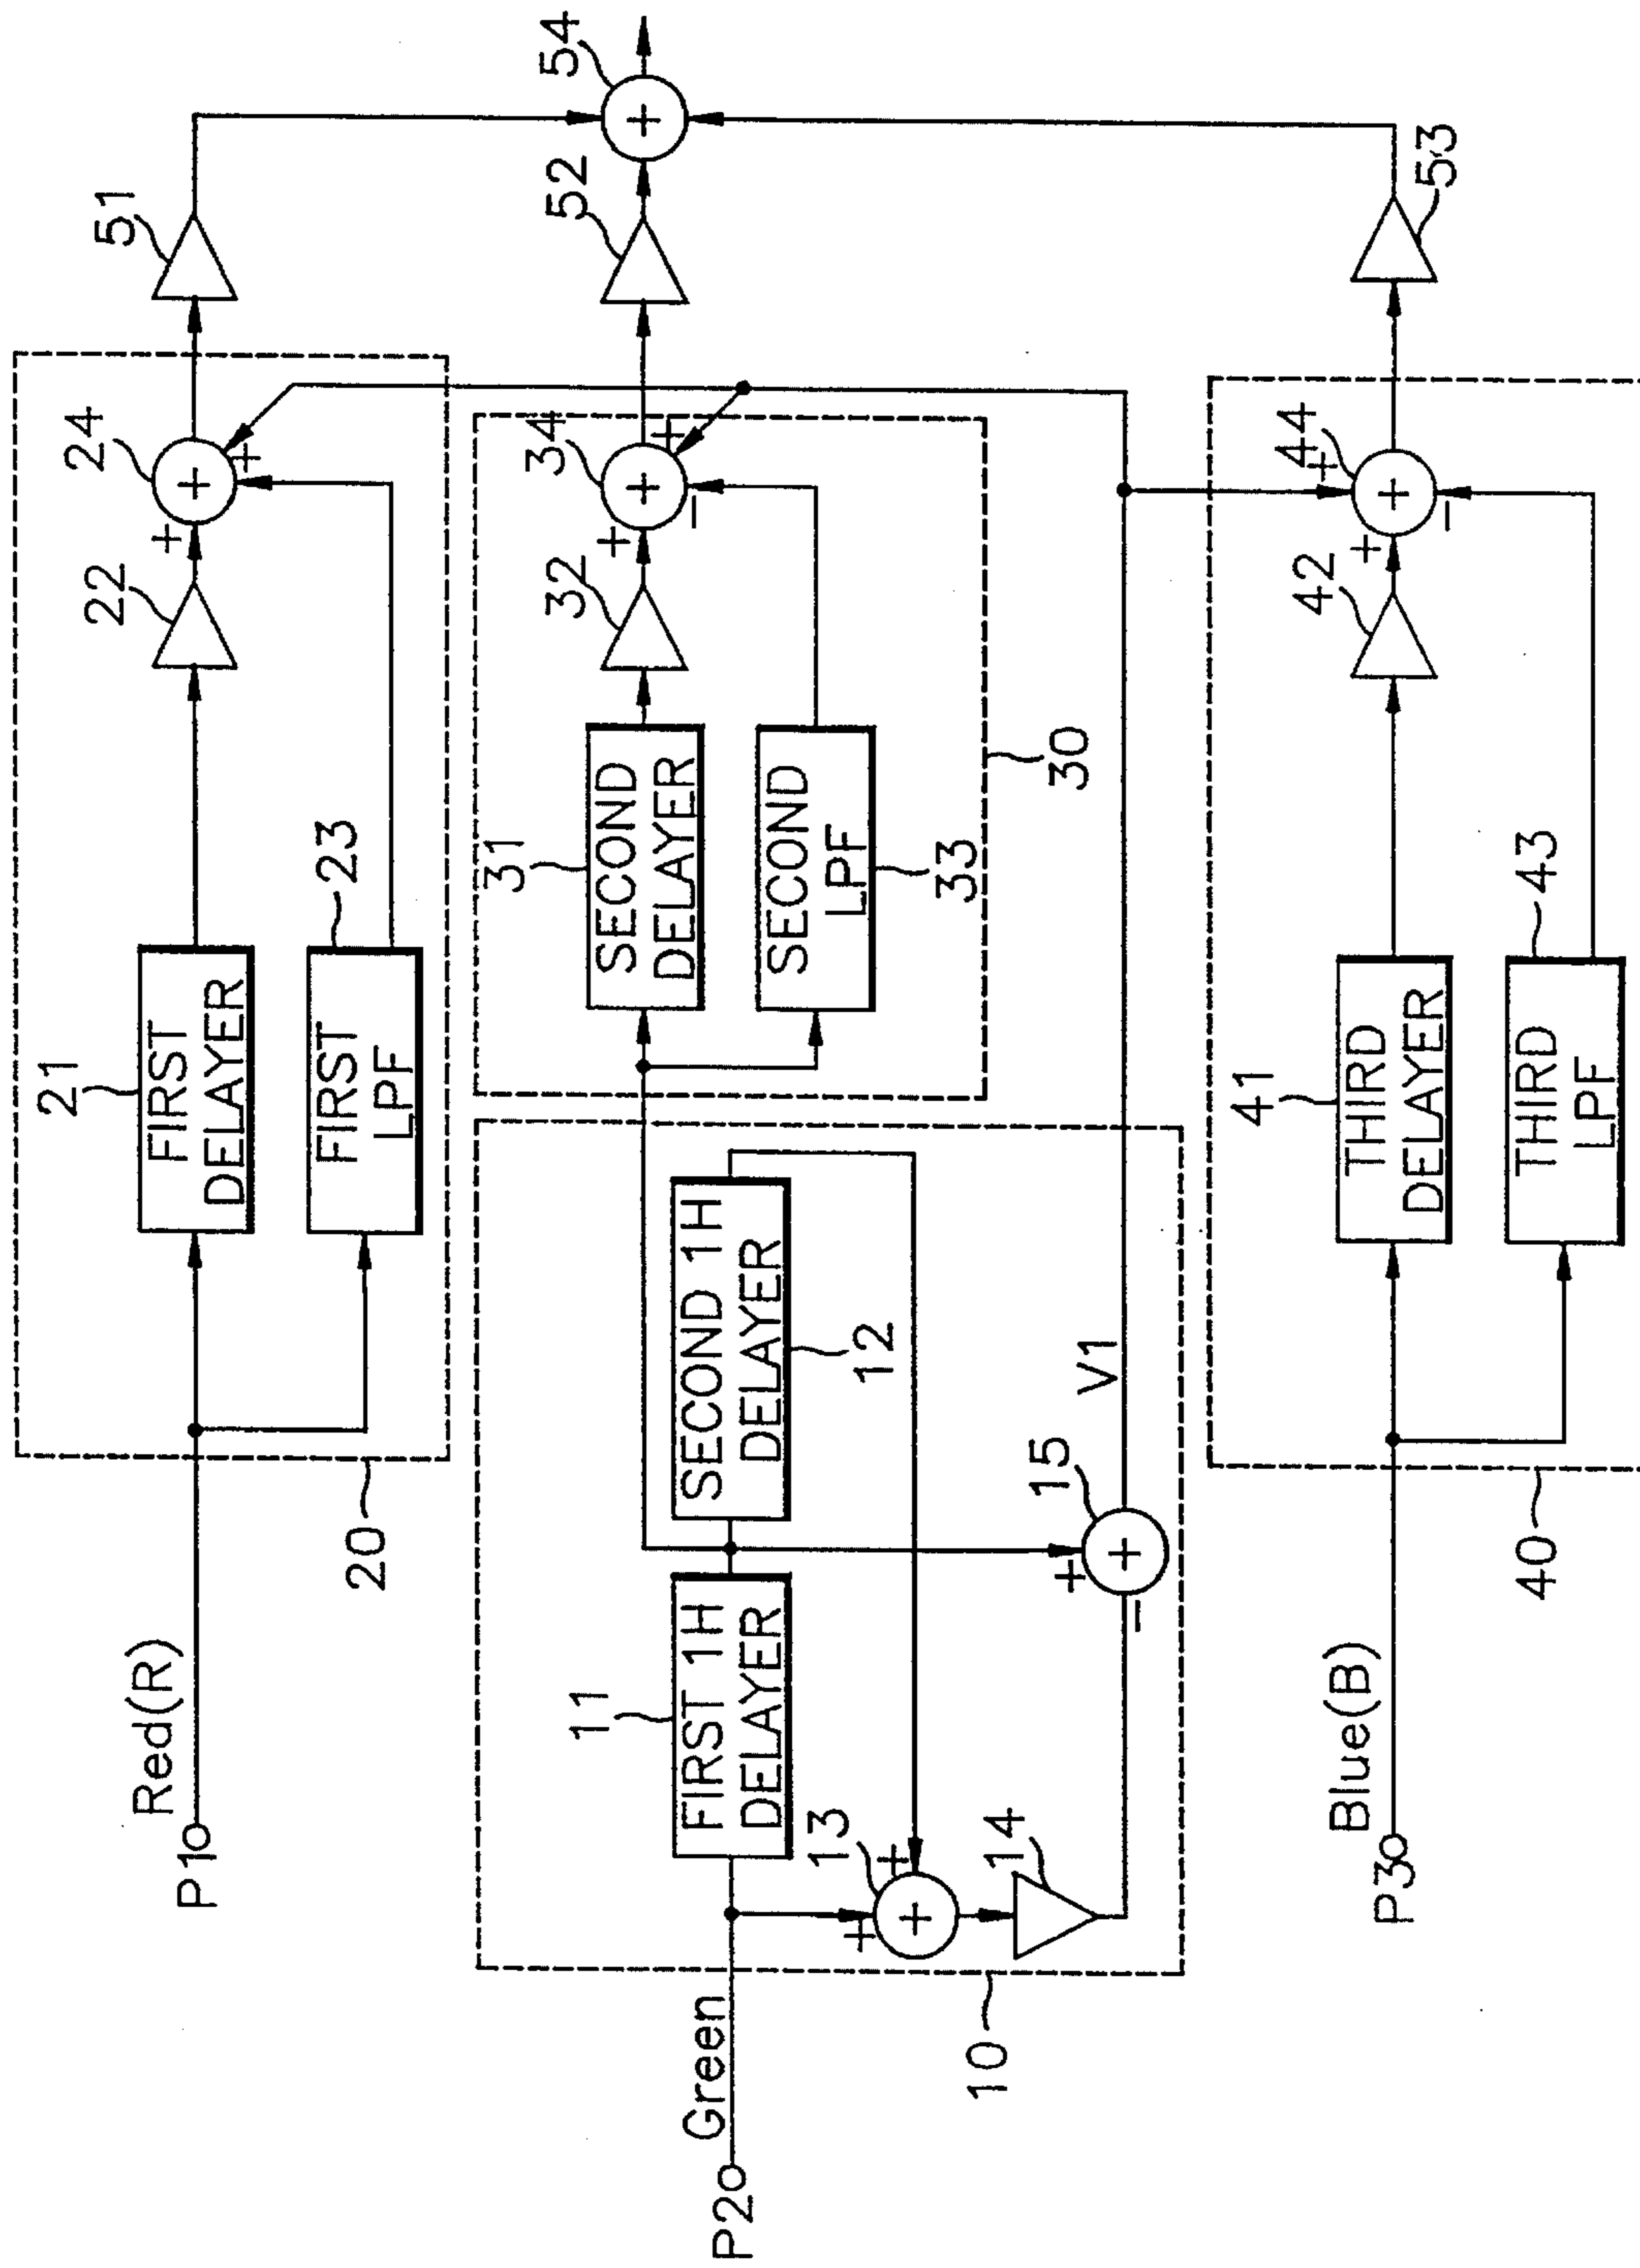 P1
Red(R)
20
21
FIRST
DELAYER
FIRST
LPF
23
22
+
24
+
+
51
P2
Green
10
11
FIRST 1H
DELAYER
SECOND 1H
DELAYER
12
13
+
+
+
14
15
+
+
−
V1
31
SECOND
DELAYER
SECOND
LPF
33
30
32
34
+
+
+
−
52
54
+
P3
Blue(B)
40
41
THIRD
DELAYER
THIRD
LPF
43
42
44
+
+
+
−
53